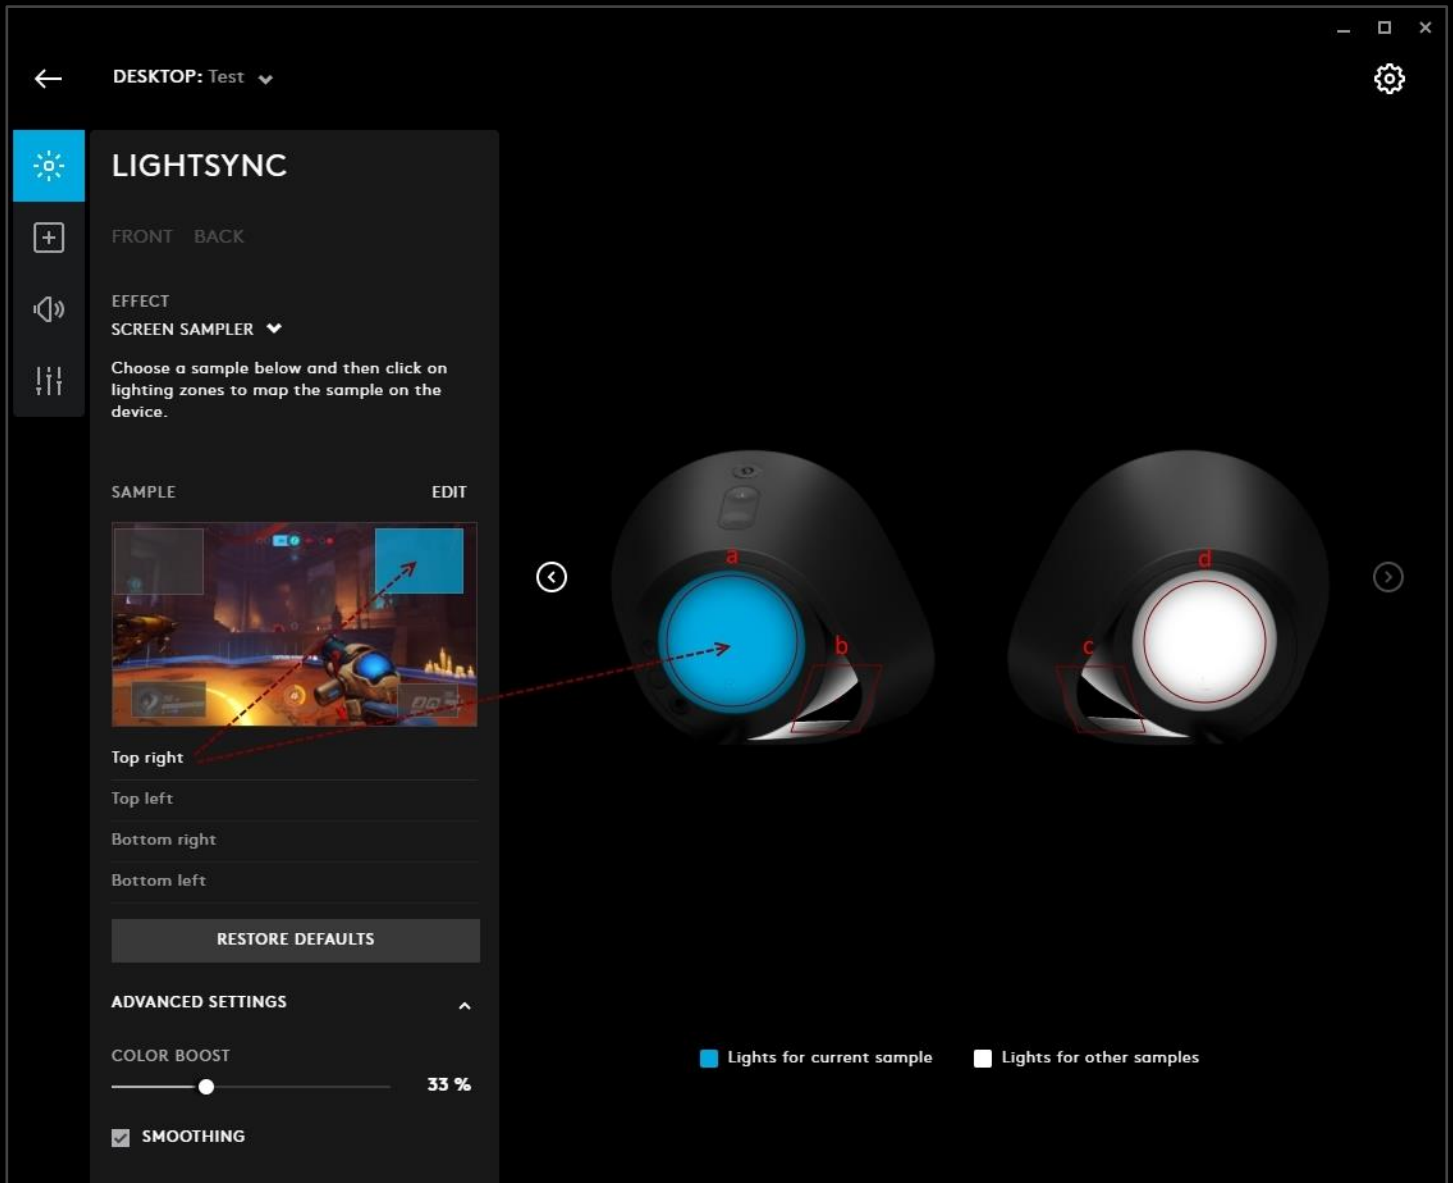 DESKTOP: Test
LIGHTSYNC
FRONT BACK
EFFECT
SCREEN SAMPLER
Choose a sample below and then click on
lighting zones to map the sample on the
device.
SAMPLE EDIT
Top right
Top left
Bottom right
Bottom left
RESTORE DEFAULTS
ADVANCED SETTINGS
COLOR BOOST
33 %
SMOOTHING
a
b
c
d
Lights for current sample
Lights for other samples